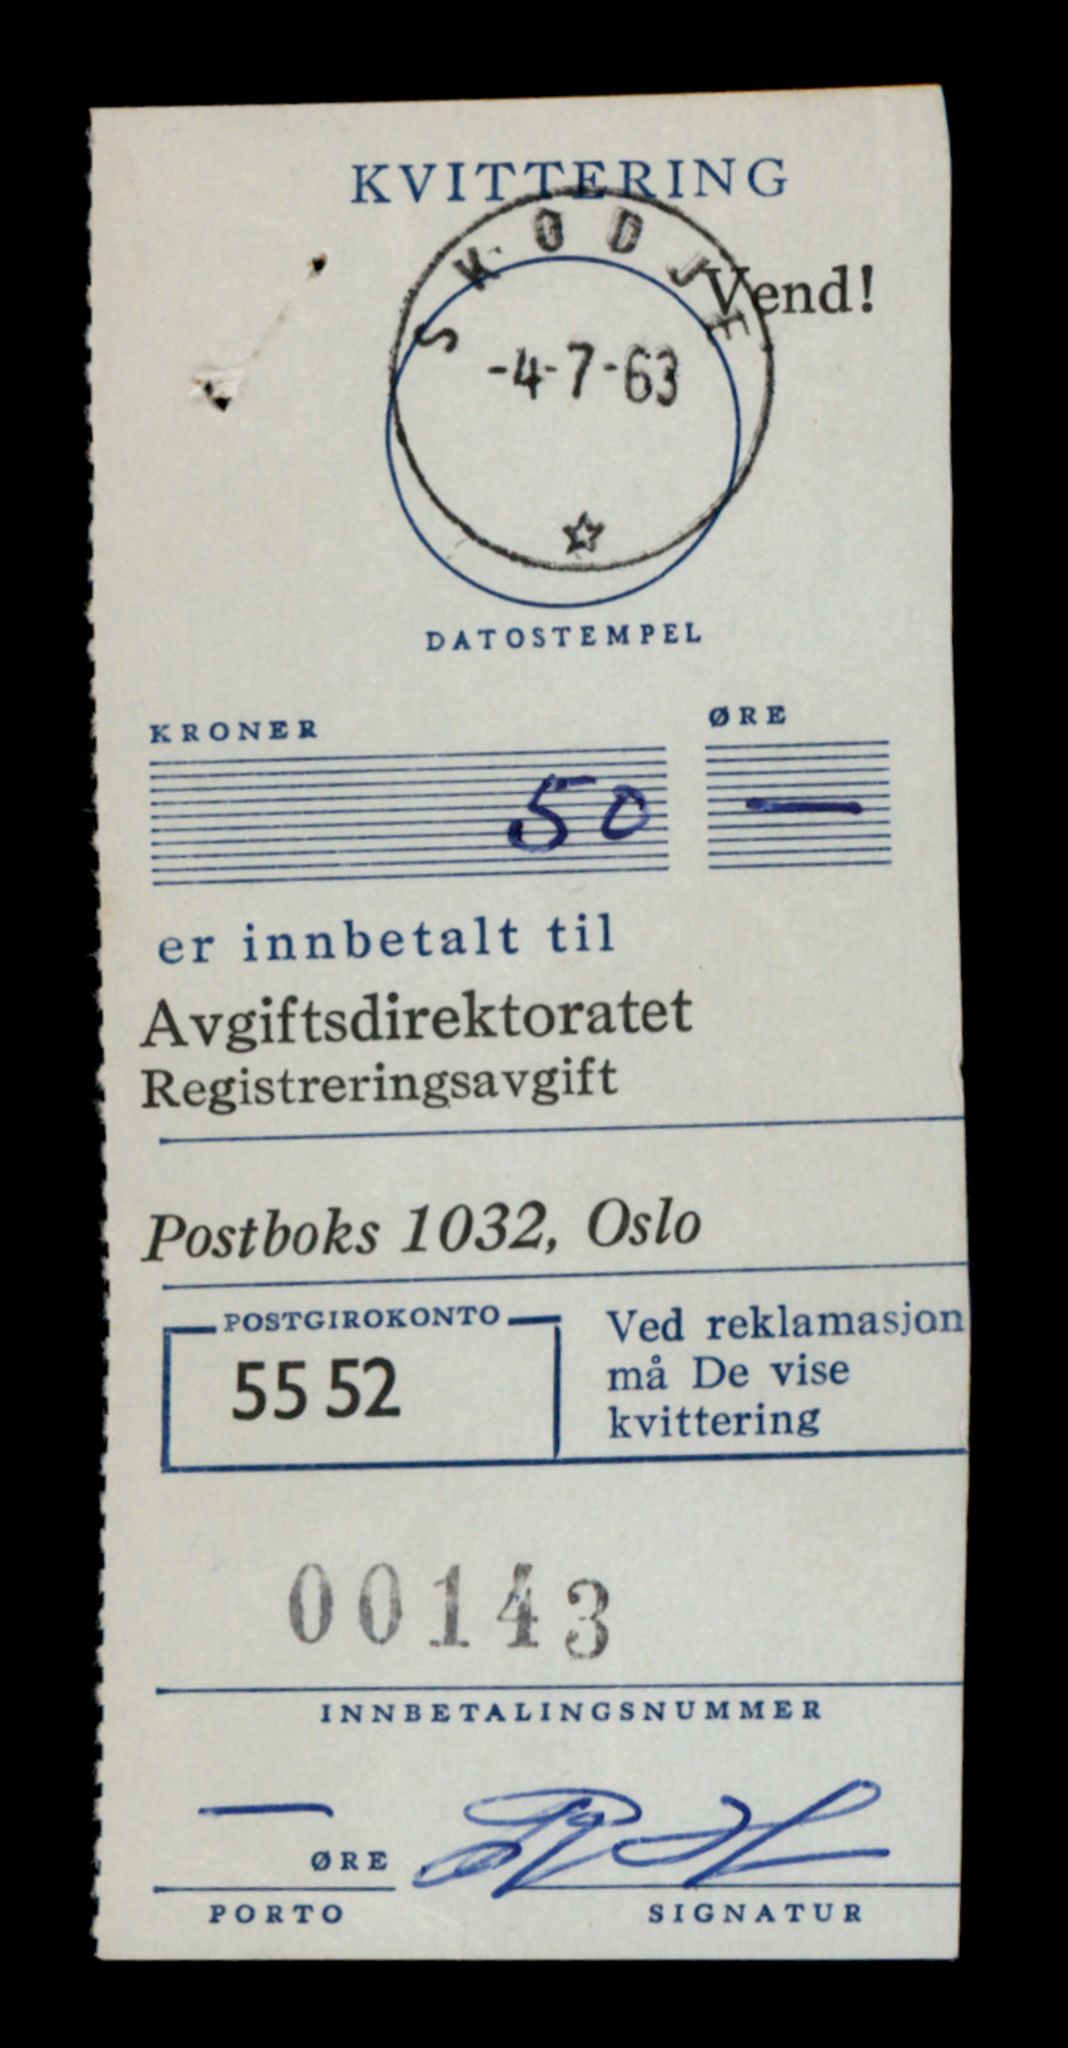 KVITTERING
SKODJE
Vend!
-4-7-63
DATOSTEMPEL
KRONER ØRE
50 —
er innbetalt til
Avgiftsdirektoratet
Registreringsavgift
Postboks 1032, Oslo
POSTGIROKONTO
55 52
Ved reklamasjon
må De vise
kvittering
00143
INNBETALINGSNUMMER
— ØRE
PORTO SIGNATUR